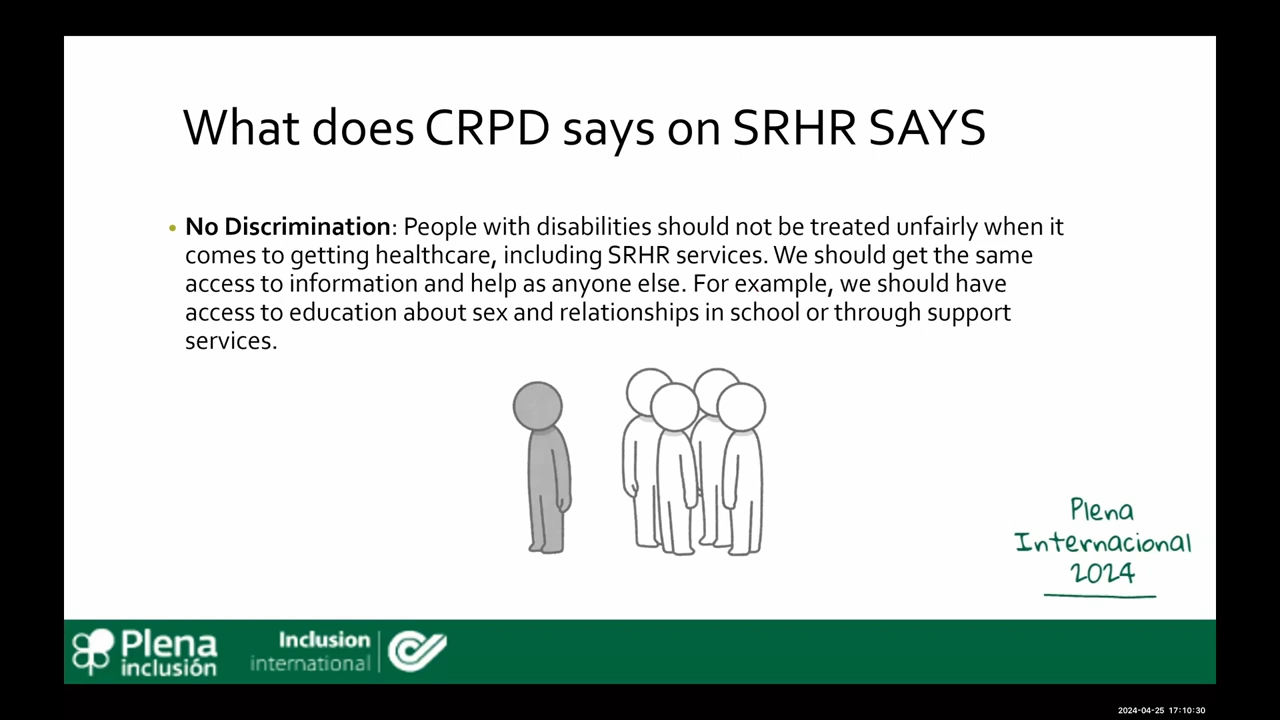 What does CRPD says on SRHR SAYS
• No Discrimination: People with disabilities should not be treated unfairly when it
comes to getting healthcare, including SRHR services. We should get the same
access to information and help as anyone else. For example, we should have
access to education about sex and relationships in school or through support
services.
Plena
Internacional
2024
Plena
inclusión
Inclusion
international
2024-04-25 17:10:30